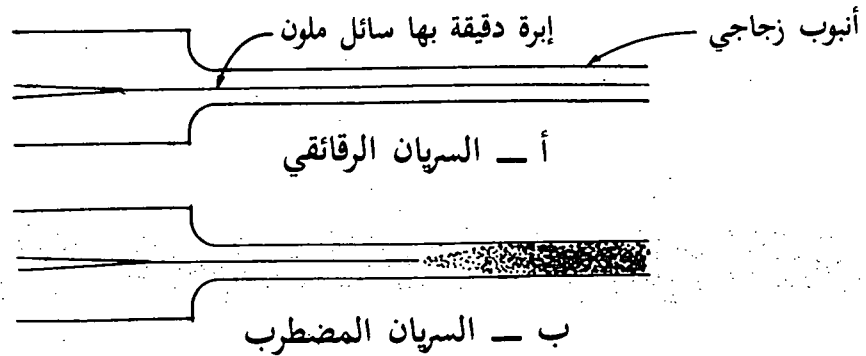 أنبوب زجاجي
إبرة دقيقة بها سائل ملون
أ ــ السريان الرقائقي
ب ــ السريان المضطرب